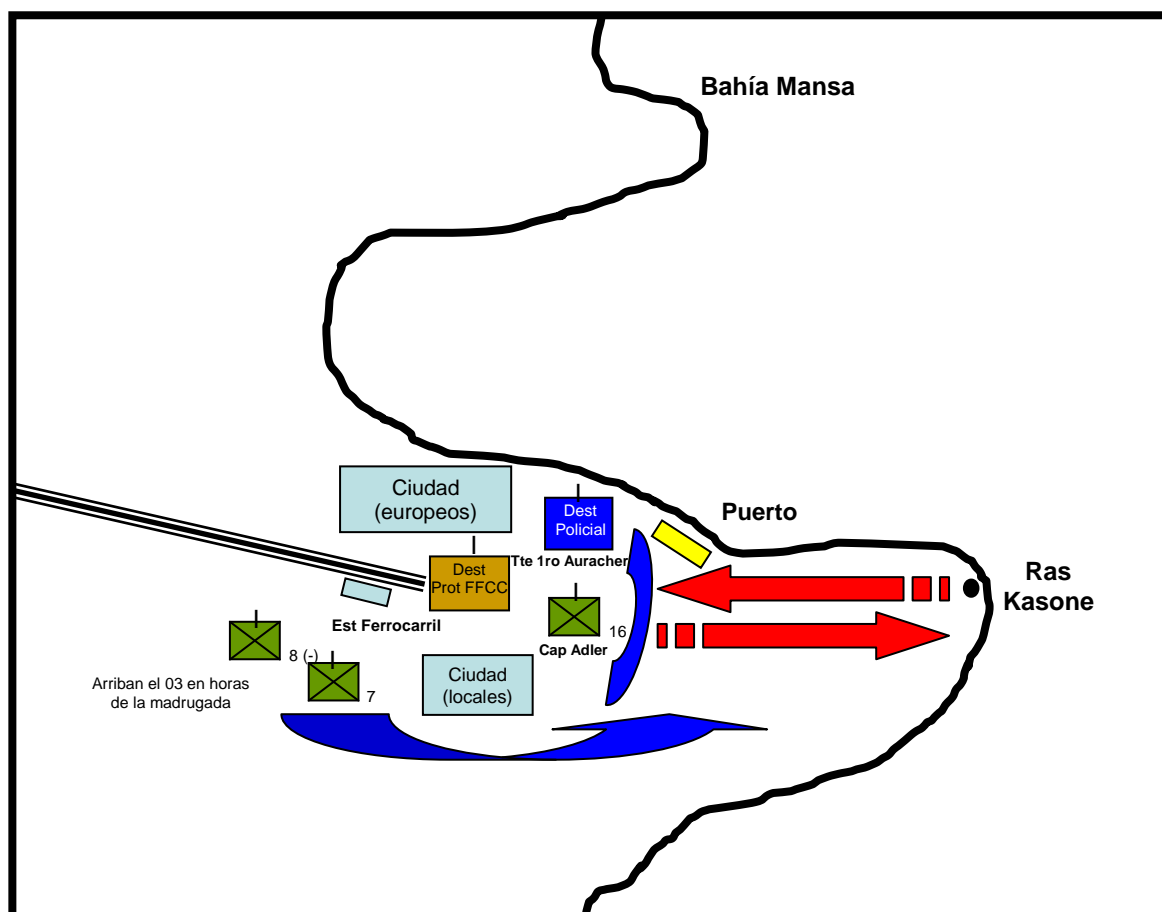 Bahía Mansa
Ciudad
(europeos)
Dest
Policial
Puerto
Tte 1ro Auracher
Dest
Prot FFCC
Ras
Kasone
Est Ferrocarril
16
Cap Adler
8 (-)
Arriban el 03 en horas
de la madrugada
7
Ciudad
(locales)